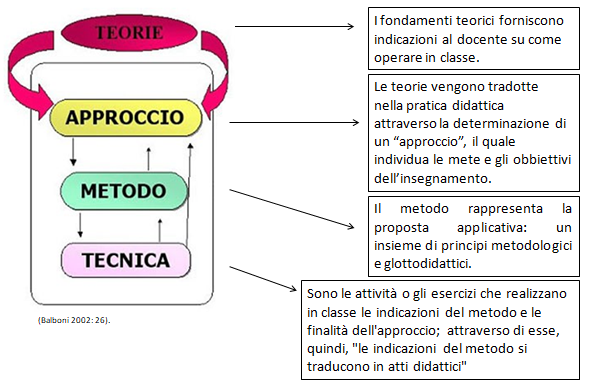 TEORIE
I fondamenti teorici forniscono
indicazioni al docente su come
operare in classe.
APPROCCIO
Le teorie vengono tradotte
nella pratica didattica
attraverso la determinazione di
un “approccio”, il quale
individua le mete e gli obbiettivi
dell’insegnamento.
METODO
Il metodo rappresenta la
proposta applicativa: un
insieme di principi metodologici
e glottodidattici.
TECNICA
Sono le attività o gli esercizi che realizzano
in classe le indicazioni del metodo e le
finalità dell'approccio; attraverso di esse,
quindi, "le indicazioni del metodo si
traducono in atti didattici"
(Balboni 2002: 26).